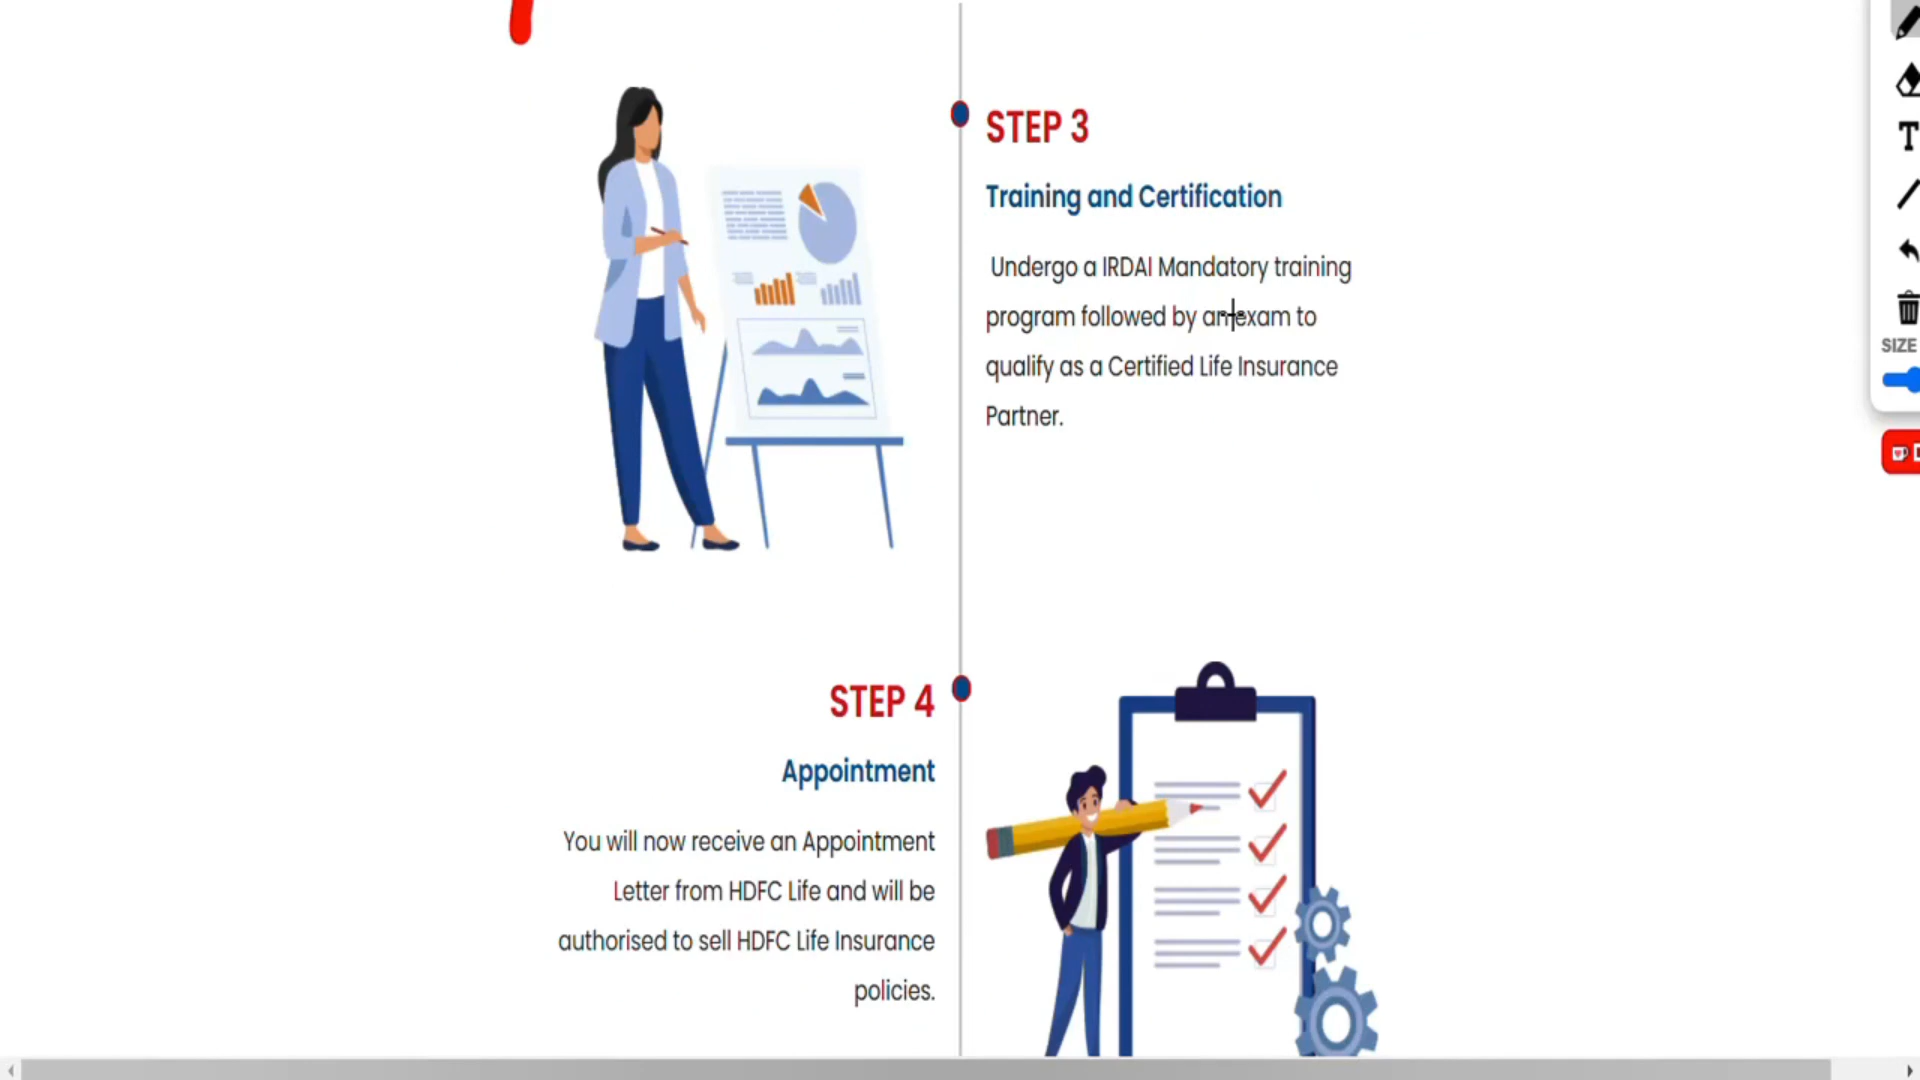 STEP 3
Training and Certification
Undergo a IRDAI Mandatory training
program followed by an exam to
qualify as a Certified Life Insurance
Partner.
STEP 4
Appointment
You will now receive an Appointment
Letter from HDFC Life and will be
authorised to sell HDFC Life Insurance
policies.
T
SIZE